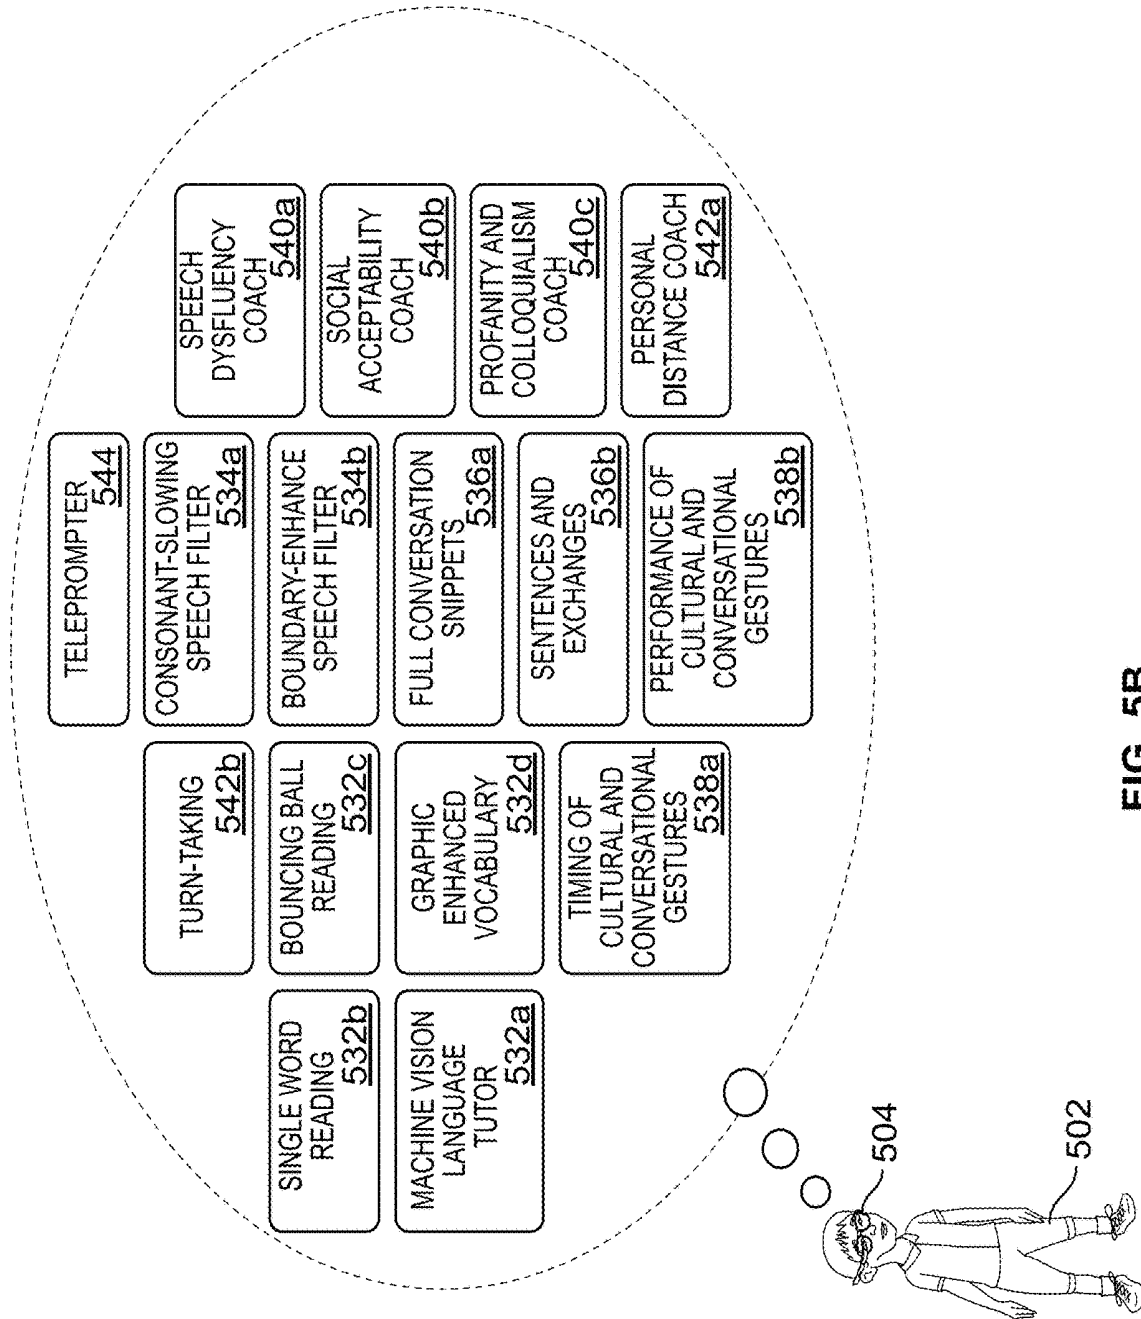 SINGLE WORD
READING
532b
MACHINE VISION
LANGUAGE
TUTOR
532a
TURN-TAKING
542b
BOUNCING BALL
READING
532c
GRAPHIC
ENHANCED
VOCABULARY
532d
TIMING OF
CULTURAL AND
CONVERSATIONAL
GESTURES
538a
TELEPROMPTER
544
CONSONANT-SLOWING
SPEECH FILTER
534a
BOUNDARY-ENHANCE
SPEECH FILTER
534b
FULL CONVERSATION
SNIPPETS
536a
SENTENCES AND
EXCHANGES
536b
PERFORMANCE OF
CULTURAL AND
CONVERSATIONAL
GESTURES
538b
SPEECH
DYSFLUENCY
COACH
540a
SOCIAL
ACCEPTABILITY
COACH
540b
PROFANITY AND
COLLOQUIALISM
COACH
540c
PERSONAL
DISTANCE COACH
542a
504
502
FIG. 5B